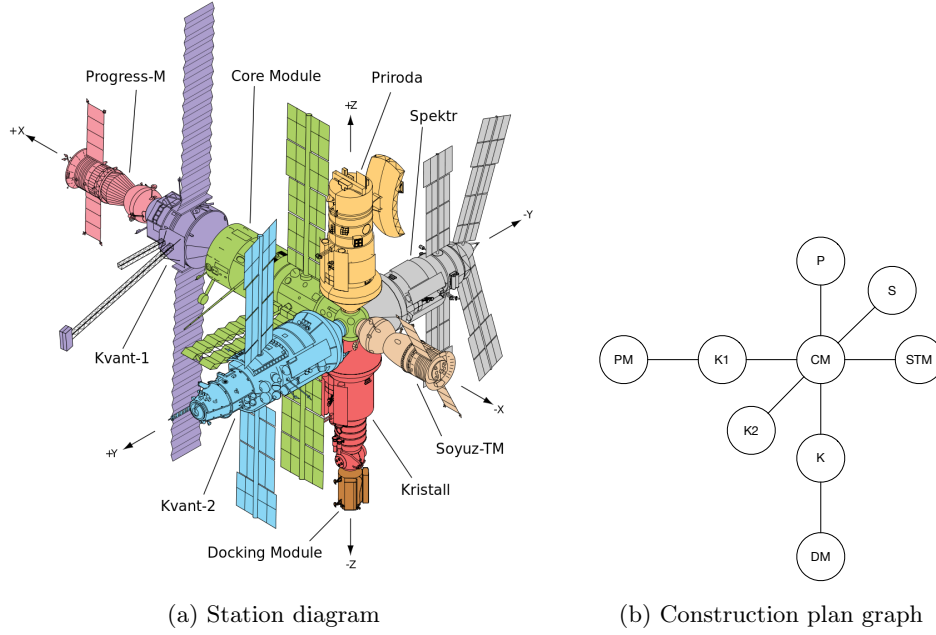 Progress-M
Core Module
Priroda
Spektr
+Z
+X
-Y
Kvant-1
+Y
-X
Soyuz-TM
Kristall
Kvant-2
Docking Module
-Z
P
S
PM
K1
CM
STM
K2
K
DM
(a) Station diagram
(b) Construction plan graph